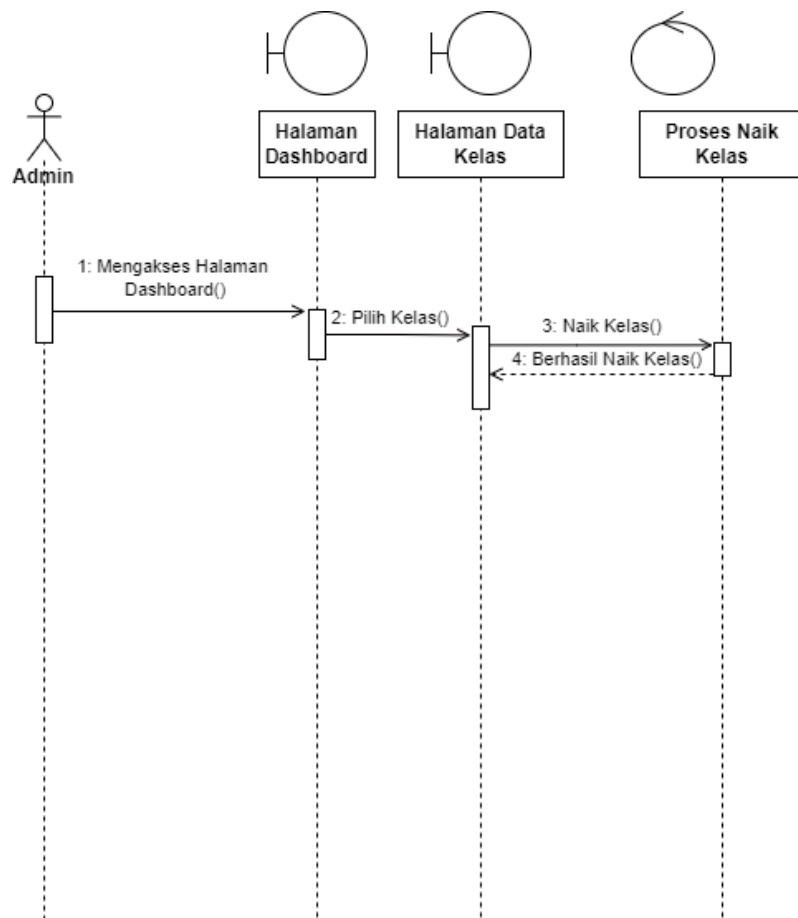 Admin
Halaman
Dashboard
Halaman Data
Kelas
Proses Naik
Kelas
1: Mengakses Halaman
Dashboard()
2: Pilih Kelas()
3: Naik Kelas()
4: Berhasil Naik Kelas()